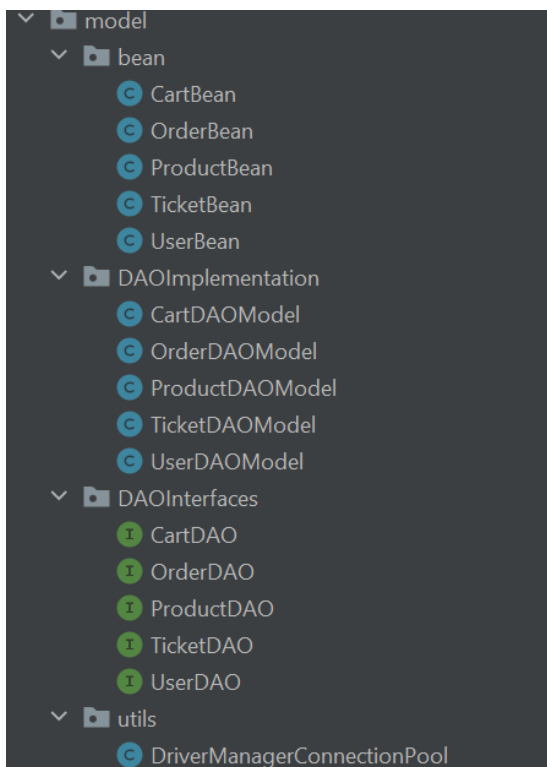 model
bean
C CartBean
C OrderBean
C ProductBean
C TicketBean
C UserBean
DAOImplementation
C CartDAOModel
C OrderDAOModel
C ProductDAOModel
C TicketDAOModel
C UserDAOModel
DAOInterfaces
I CartDAO
I OrderDAO
I ProductDAO
I TicketDAO
I UserDAO
utils
C DriverManagerConnectionPool